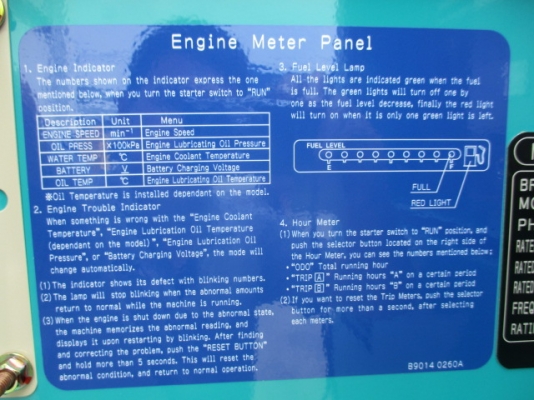 Engine Meter Panel
1. Engine Indicator
The numbers shown on the indicator express the one
mentioned below, when you turn the starter switch to "RUN"
position.
Description Unit Menu
ENGINE SPEED min⁻¹ Engine Speed
OIL PRESS ×100kPa Engine Lubricating Oil Pressure
WATER TEMP ℃ Engine Coolant Temperature
BATTERY V Battery Charging Voltage
OIL TEMP ℃ Engine Lubricating Oil Temperature
※Oil Temperature is installed dependant on the model.
2. Engine Trouble Indicator
When something is wrong with the "Engine Coolant
Temperature", "Engine Lubrication Oil Temperature
(dependant on the model)", "Engine Lubrication Oil
Pressure", or "Battery Charging Voltage", the mode will
change automatically.
(1) The indicator shows its defect with blinking numbers.
(2) The lamp will stop blinking when the abnormal amounts
return to normal while the machine is running.
(3) When the engine is shut down due to the abnormal state,
the machine memorizes the abnormal reading, and
displays it upon restarting by blinking. After finding
and correcting the problem, push the "RESET BUTTON"
and hold more than 5 seconds. This will reset the
abnormal condition, and return to normal operation.
3. Fuel Level Lamp
All the lights are indicated green when the fuel
is full. The green lights will turn off one by
one as the fuel level decrease, finally the red light
will turn on when it is only one green light is left.
FUEL LEVEL
E F
FULL
RED LIGHT
4. Hour Meter
(1) When you turn the starter switch to "RUN" position, and
push the selector button located on the right side of
the Hour Meter, you can see the numbers mentioned below:
・"ODO" Total running hour
・"TRIP A" Running hours "A" on a certain period
・"TRIP B" Running hours "B" on a certain period
(2) If you want to reset the Trip Meters, push the selector
button for more than a second, after selecting
each meters.
B9014 0260A
MO
PH
RATE
RATE
RATED
FREQ
RATIN